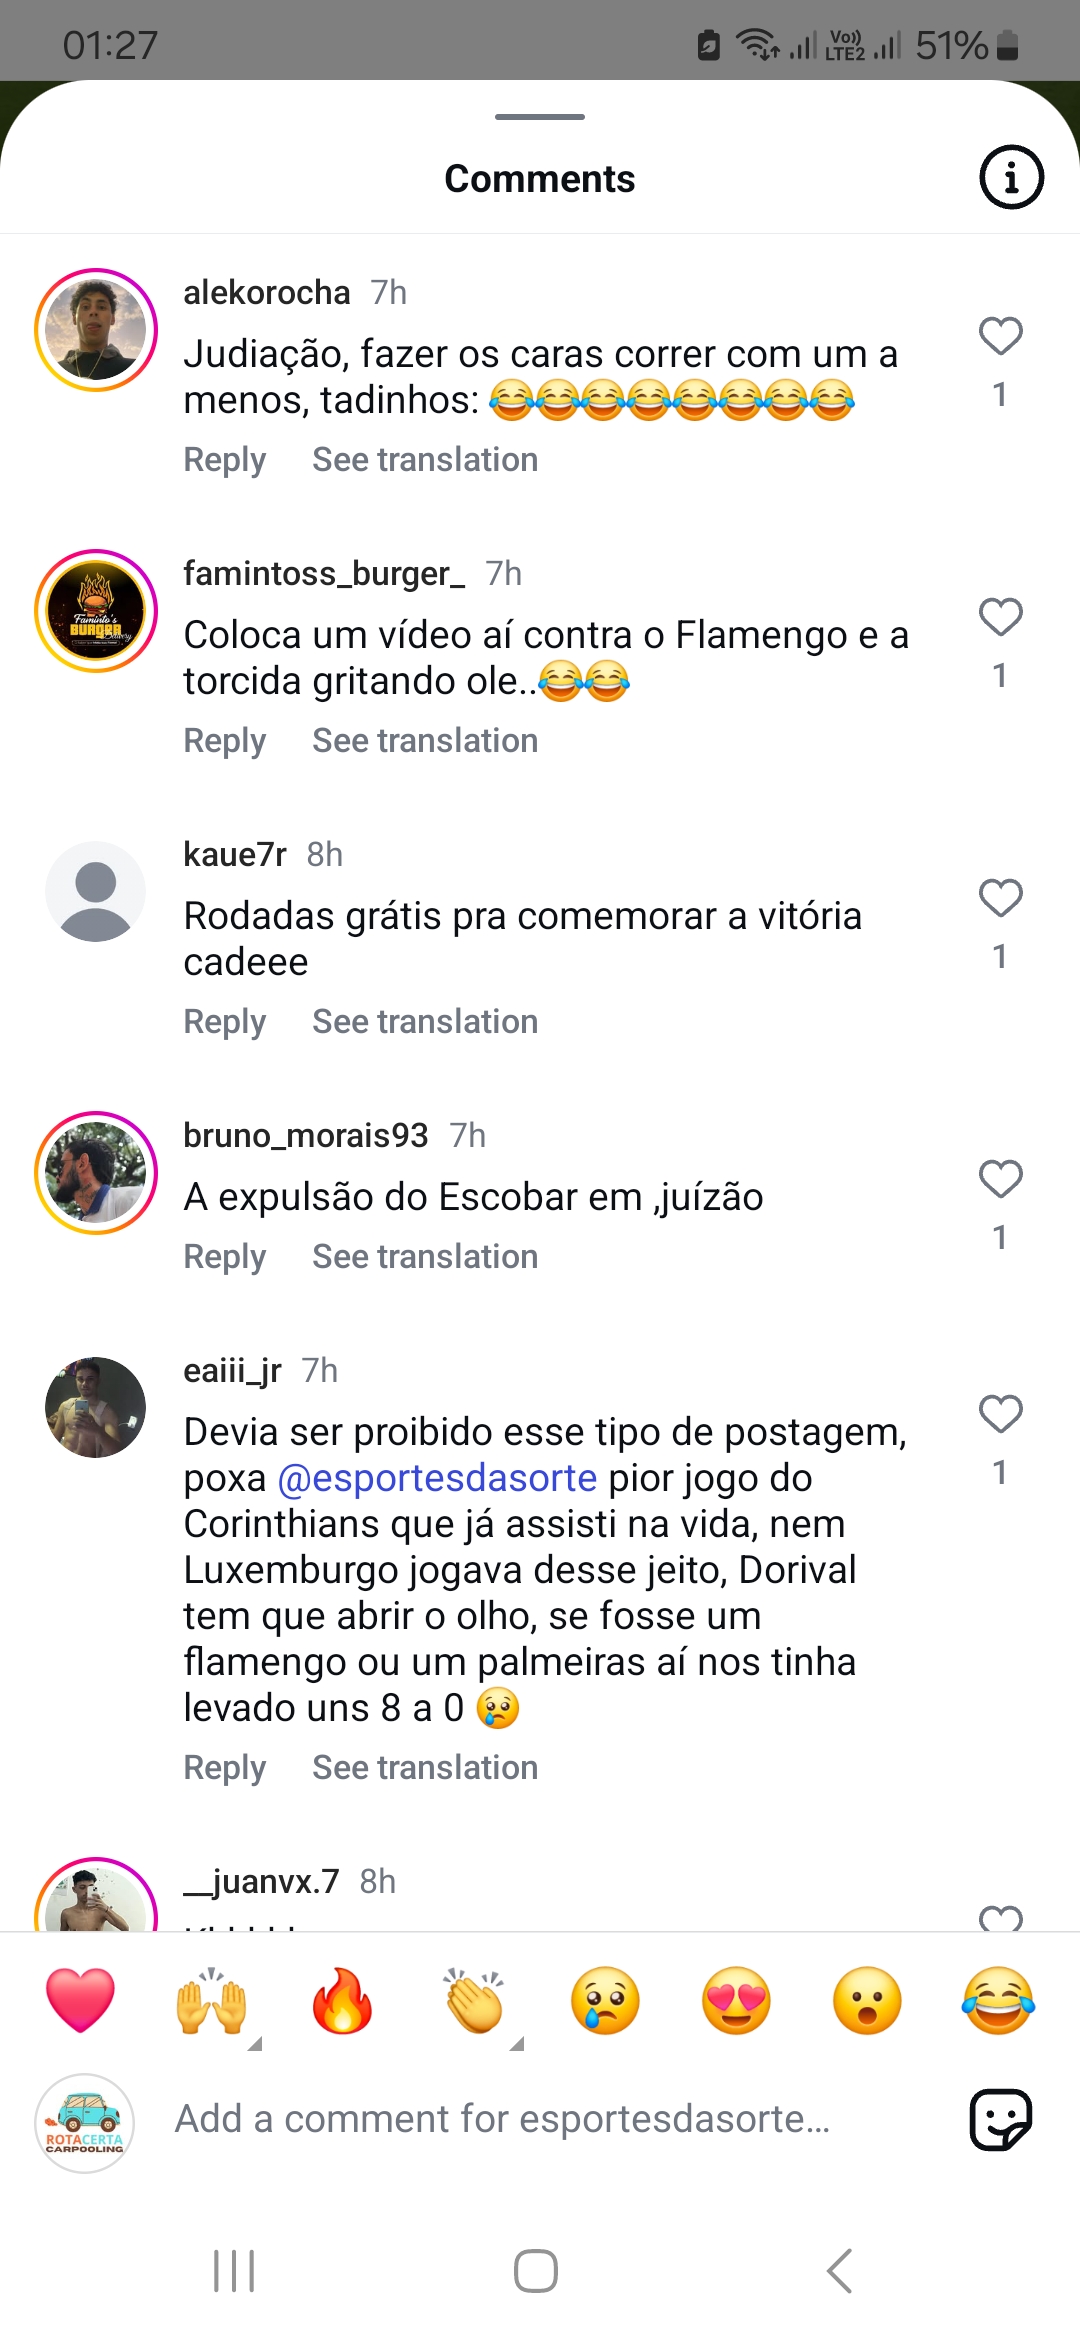 01:27
Vo))
LTE2
51%
Comments
alekorocha 7h
Judiação, fazer os caras correr com um a
menos, tadinhos: 😂😂😂😂😂😂😂😂
1
Reply See translation
famintoss_burger_ 7h
Coloca um vídeo aí contra o Flamengo e a
torcida gritando ole..😂😂
1
Reply See translation
kaue7r 8h
Rodadas grátis pra comemorar a vitória
cadeee
1
Reply See translation
bruno_morais93 7h
A expulsão do Escobar em ,juízão
1
Reply See translation
eaiii_jr 7h
Devia ser proibido esse tipo de postagem,
poxa @esportesdasorte pior jogo do
Corinthians que já assisti na vida, nem
Luxemburgo jogava desse jeito, Dorival
tem que abrir o olho, se fosse um
flamengo ou um palmeiras aí nos tinha
levado uns 8 a 0 😢
1
Reply See translation
__juanvx.7 8h
ROTACERTA
CARPOOLING
Add a comment for esportesdasorte...